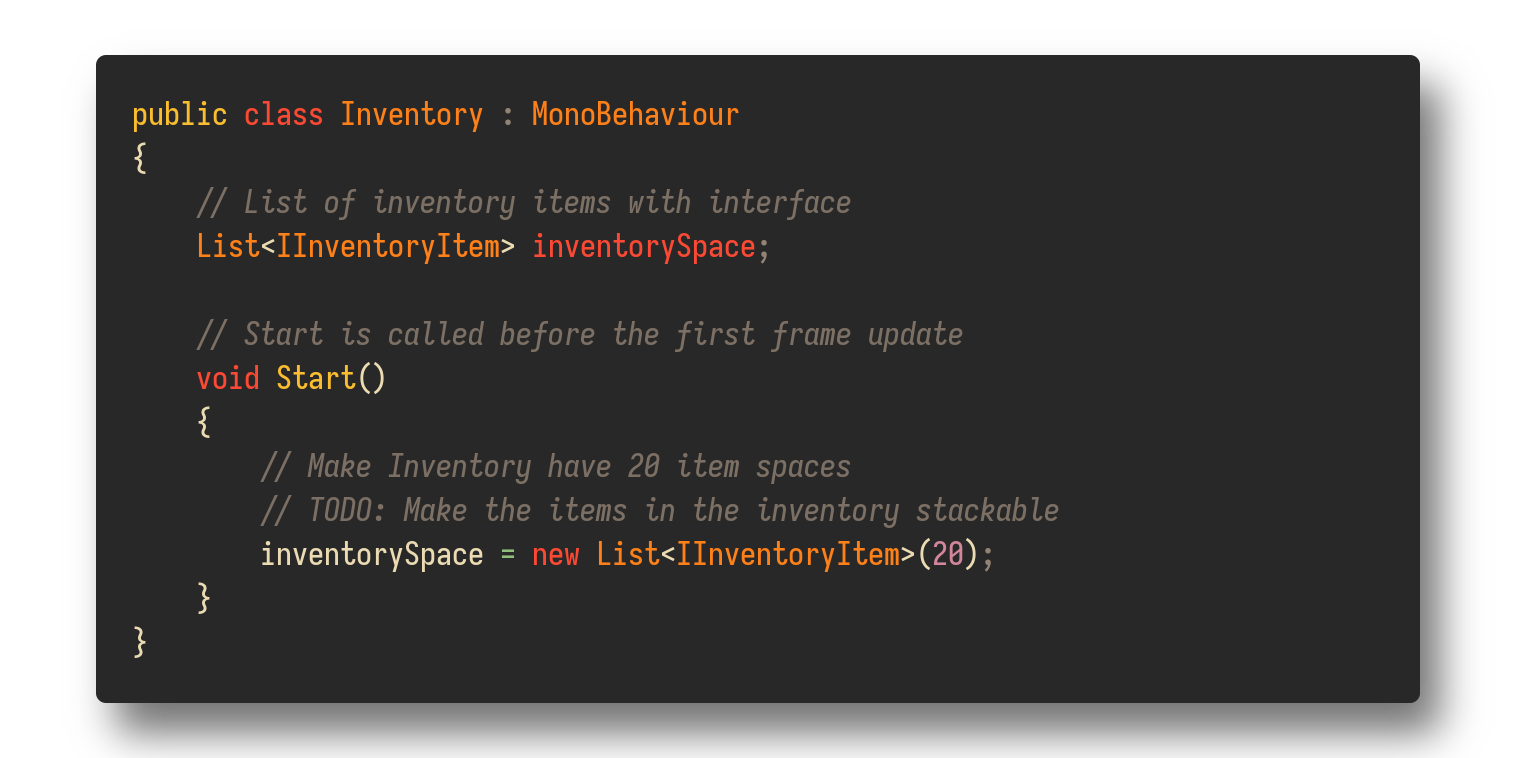 public class Inventory : MonoBehaviour
{
    // List of inventory items with interface
    List<IInventoryItem> inventorySpace;

    // Start is called before the first frame update
    void Start()
    {
        // Make Inventory have 20 item spaces
        // TODO: Make the items in the inventory stackable
        inventorySpace = new List<IInventoryItem>(20);
    }
}